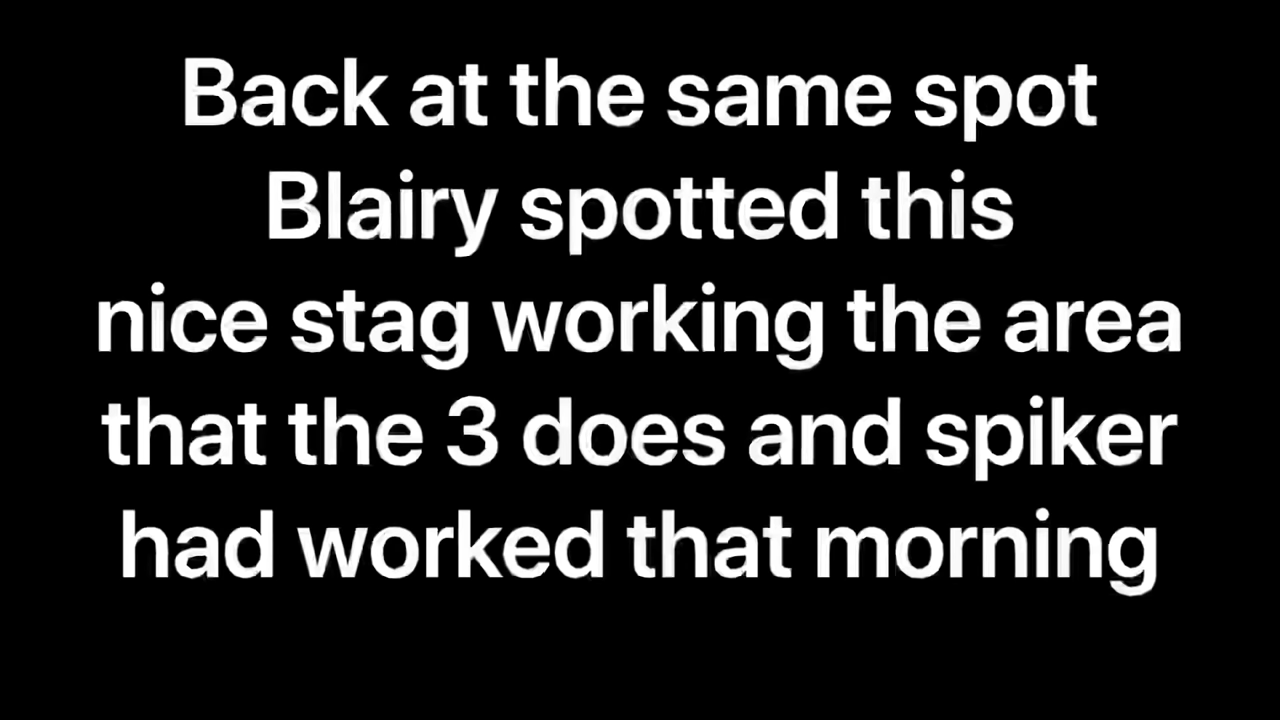 Back at the same spot
Blairy spotted this
nice stag working the area
that the 3 does and spiker
had worked that morning